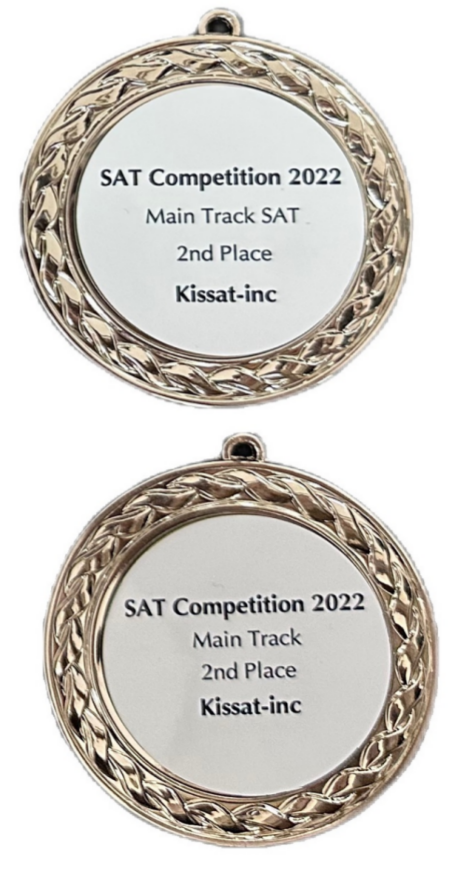 SAT Competition 2022
Main Track SAT
2nd Place
Kissat-inc
SAT Competition 2022
Main Track
2nd Place
Kissat-inc